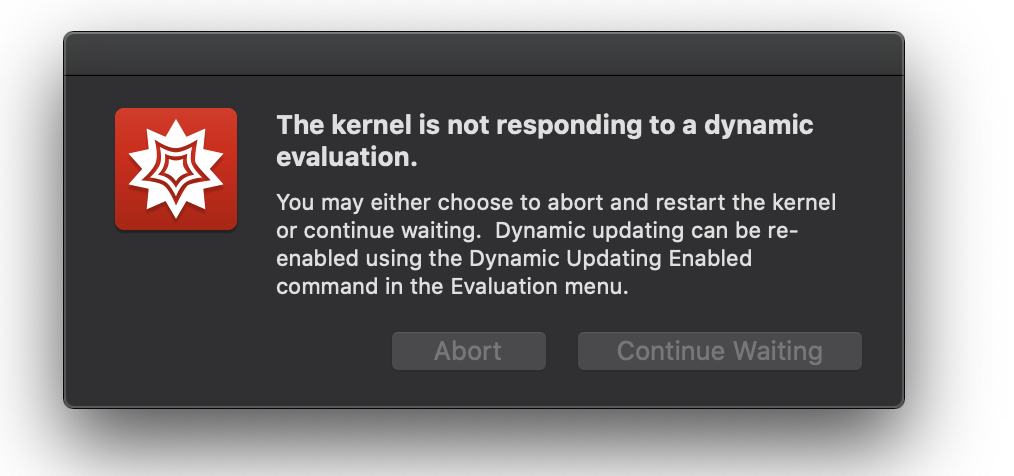 The kernel is not responding to a dynamic
evaluation.
You may either choose to abort and restart the kernel
or continue waiting.  Dynamic updating can be re-
enabled using the Dynamic Updating Enabled
command in the Evaluation menu.
Abort
Continue Waiting